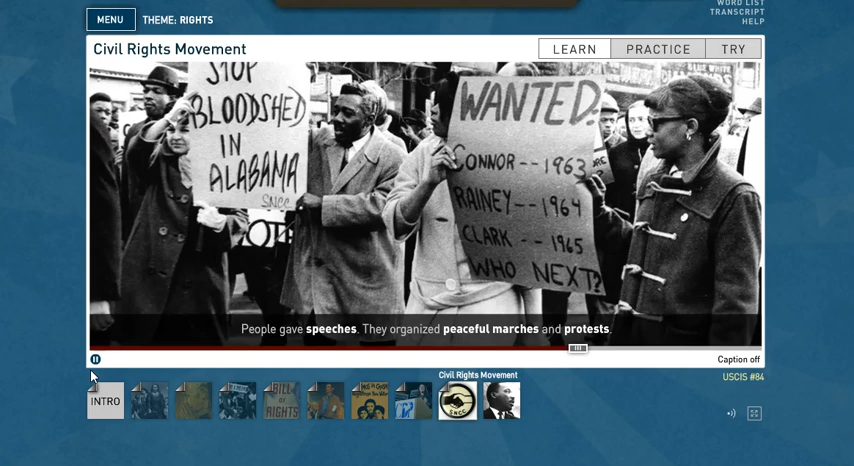 WORD LIST
TRANSCRIPT
HELP
MENU
THEME: RIGHTS
Civil Rights Movement
LEARN
PRACTICE
TRY
STOP
BLOODSHED
IN
ALABAMA
SNCC
WANTED:
CONNOR -- 1963
RAINEY --- 1964
CLARK -- 1965
WHO NEXT?
People gave speeches. They organized peaceful marches and protests.
Caption off
Civil Rights Movement
USCIS #84
INTRO
BILL
OF
RIGHTS
SNCC